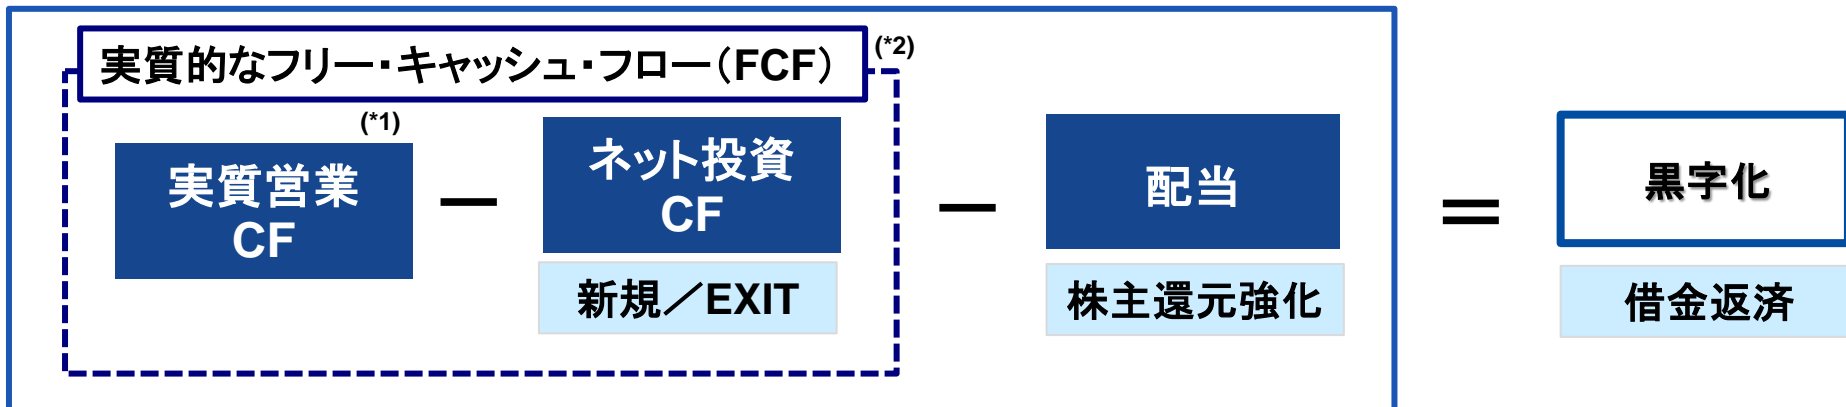 実質的なフリー・キャッシュ・フロー（FCF）
(*2)
(*1)
実質営業
CF
－
ネット投資
CF
新規／EXIT
－
配当
株主還元強化
＝
黒字化
借金返済